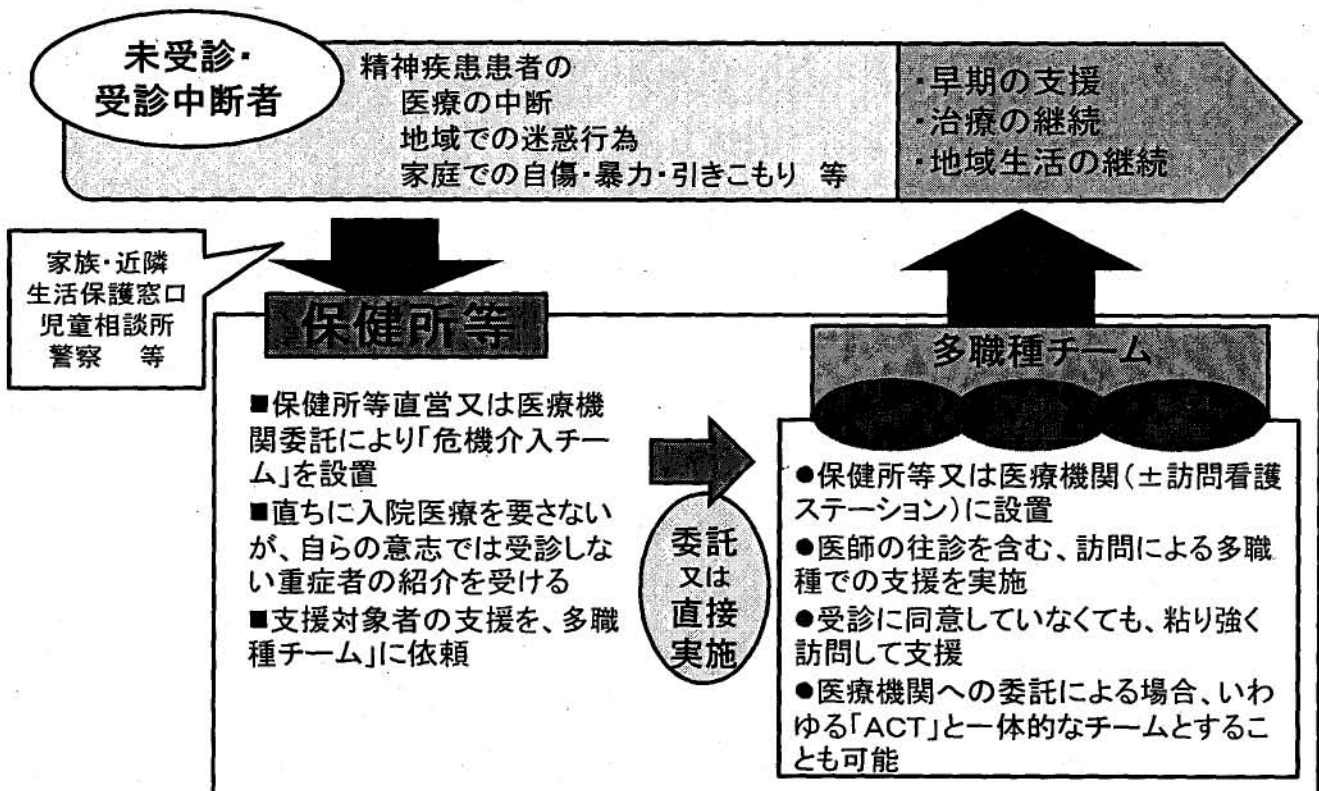 未受診・
受診中断者
精神疾患患者の
医療の中断
地域での迷惑行為
家庭での自傷・暴力・引きこもり 等
・早期の支援
・治療の継続
・地域生活の継続
家族・近隣
生活保護窓口
児童相談所
警察 等
保健所等
■保健所等直営又は医療機
関委託により「危機介入チー
ム」を設置
■直ちに入院医療を要さない
が、自らの意志では受診しな
い重症者の紹介を受ける
■支援対象者の支援を、多職
種チーム」に依頼
委託
又は
直接
実施
多職種チーム
●保健所等又は医療機関(±訪問看護
ステーション)に設置
●医師の往診を含む、訪問による多職
種での支援を実施
●受診に同意していなくても、粘り強く
訪問して支援
●医療機関への委託による場合、いわ
ゆる「ACT」と一体的なチームとするこ
とも可能